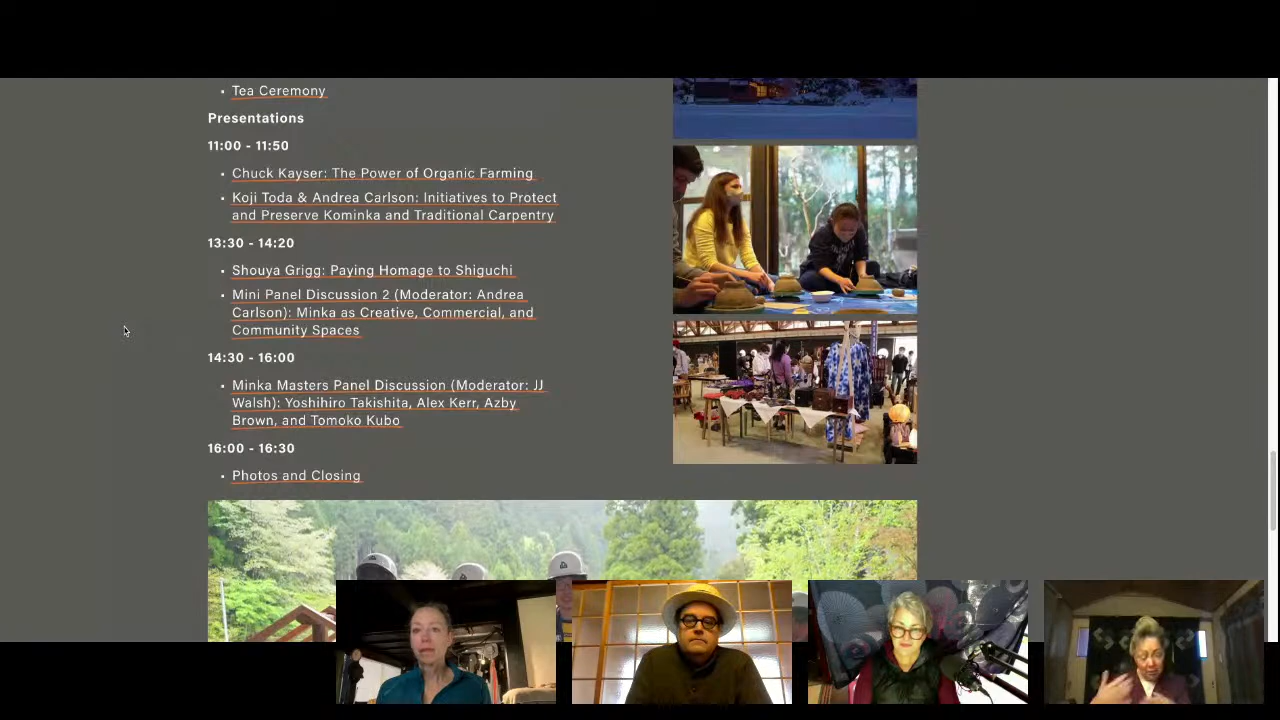 Tea Ceremony
Presentations
11:00 - 11:50
Chuck Kayser: The Power of Organic Farming
Koji Toda & Andrea Carlson: Initiatives to Protect
and Preserve Kominka and Traditional Carpentry
13:30 - 14:20
Shouya Grigg: Paying Homage to Shiguchi
Mini Panel Discussion 2 (Moderator: Andrea
Carlson): Minka as Creative, Commercial, and
Community Spaces
14:30 - 16:00
Minka Masters Panel Discussion (Moderator: JJ
Walsh): Yoshihiro Takishita, Alex Kerr, Azby
Brown, and Tomoko Kubo
16:00 - 16:30
Photos and Closing